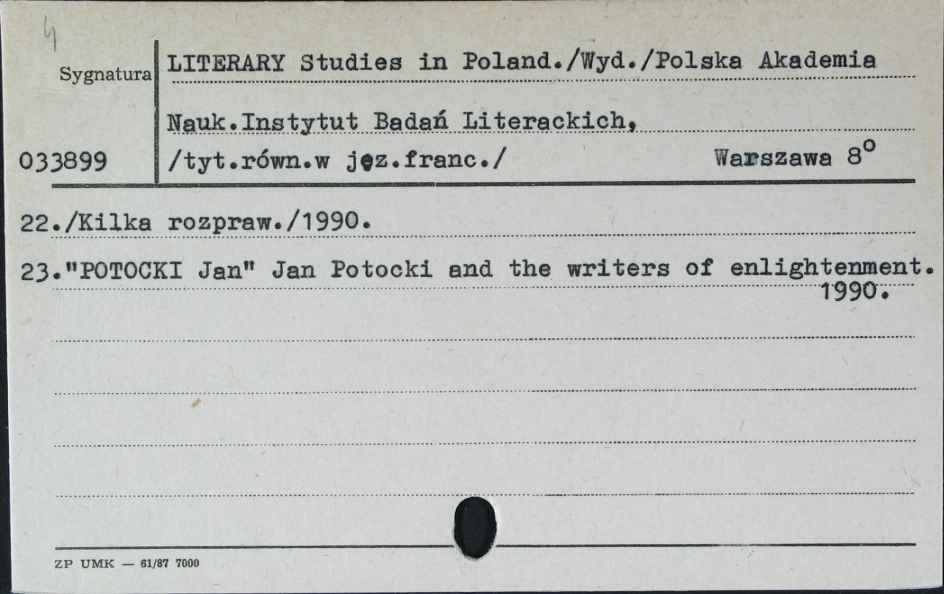 4
Sygnatura
LITERARY Studies in Poland./Wyd./Polska Akademia
Nauk.Instytut Badań Literackich,
033899
/tyt.równ.w jęz.franc./ Warszawa 8°
22./Kilka rozpraw./1990.
23."POTOCKI Jan" Jan Potocki and the writers of enlightenment.
1990.
ZP UMK — 61/87 7000